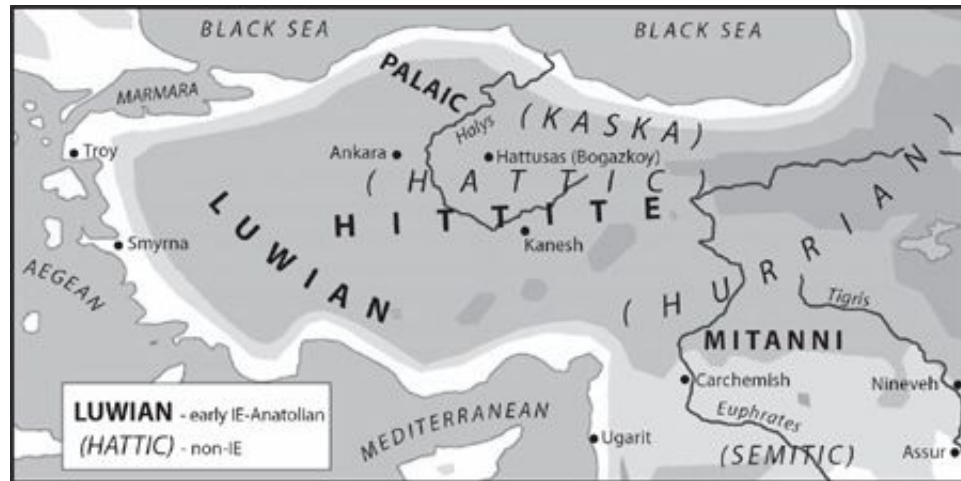 BLACK SEA
BLACK SEA
MARMARA
PALAIC
Halys
(KASKA)
Troy
Ankara
Hattusas (Bogazkoy)
(HATTIC)
HITTITE
LUWIAN
Kanesh
Smyrna
AEGEAN
(HURRIAN)
Tigris
MITANNI
Carchemish
Nineveh
Euphrates
MEDITERRANEAN
Ugarit
(SEMITIC)
Assur
LUWIAN - early IE-Anatolian
(HATTIC) - non-IE